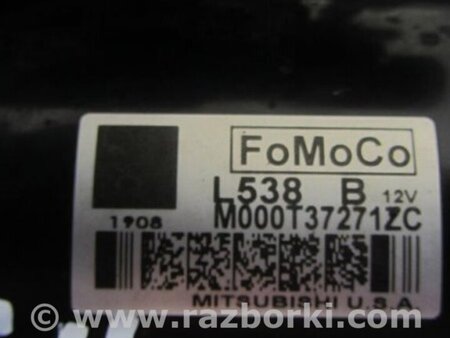 FoMoCo
L538 B 12V
1908 M000T37271ZC
MITSUBISHI U.S.A.
© www.razborki.com